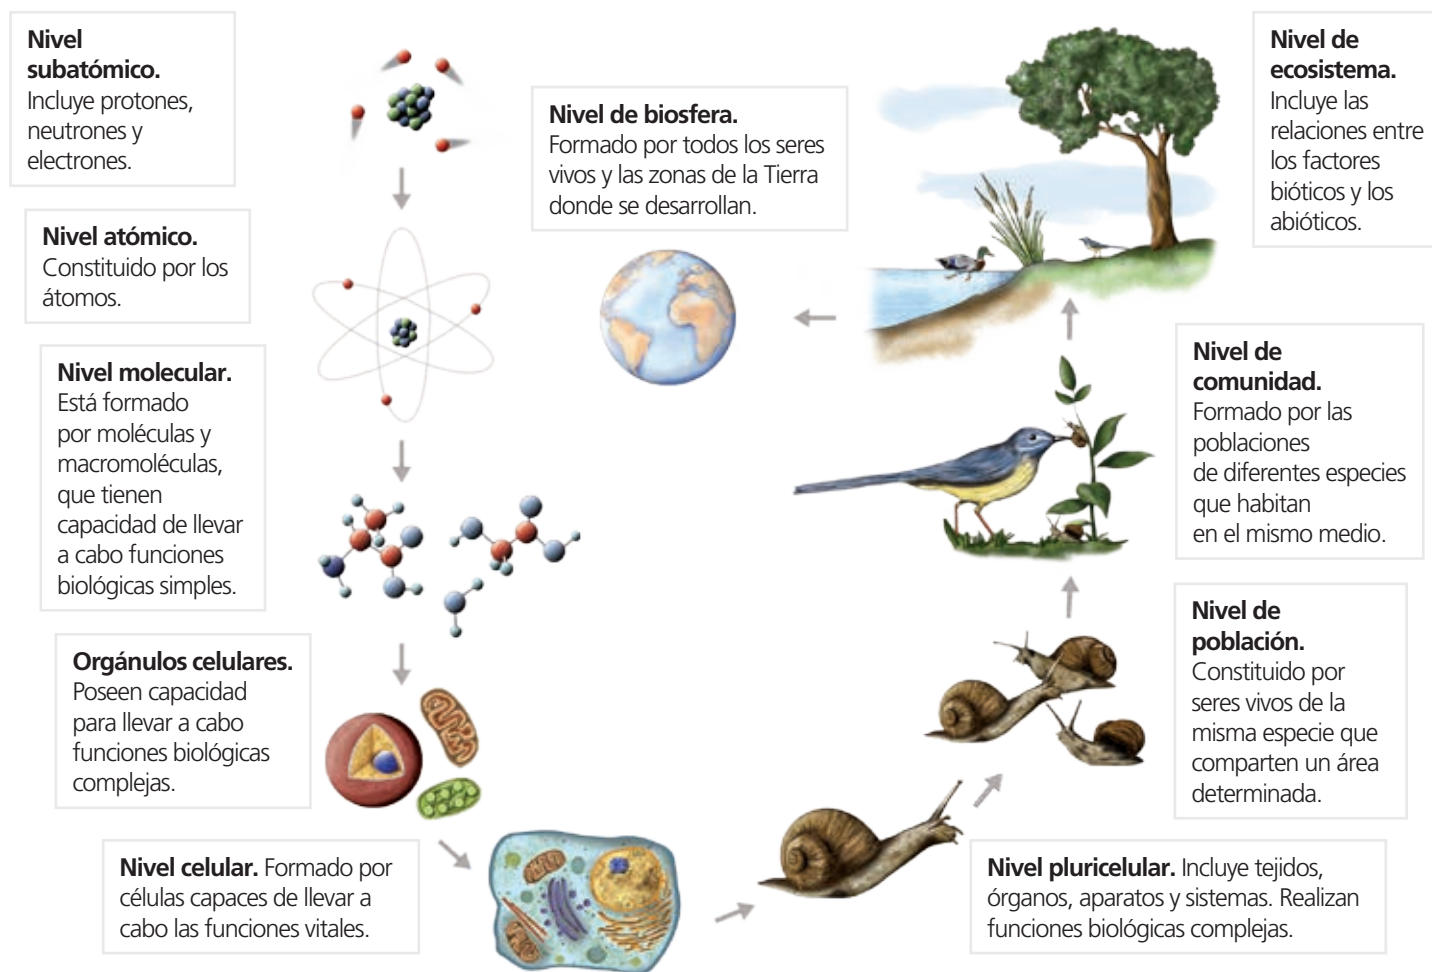 Nivel
subatómico.
Incluye protones,
neutrones y
electrones.
Nivel atómico.
Constituido por los
átomos.
Nivel molecular.
Está formado
por moléculas y
macromoléculas,
que tienen
capacidad de llevar
a cabo funciones
biológicas simples.
Orgánulos celulares.
Poseen capacidad
para llevar a cabo
funciones biológicas
complejas.
Nivel celular. Formado por
células capaces de llevar a
cabo las funciones vitales.
Nivel pluricelular. Incluye tejidos,
órganos, aparatos y sistemas. Realizan
funciones biológicas complejas.
Nivel de
población.
Constituido por
seres vivos de la
misma especie que
comparten un área
determinada.
Nivel de
comunidad.
Formado por las
poblaciones
de diferentes especies
que habitan
en el mismo medio.
Nivel de
ecosistema.
Incluye las
relaciones entre
los factores
bióticos y los
abióticos.
Nivel de biosfera.
Formado por todos los seres
vivos y las zonas de la Tierra
donde se desarrollan.